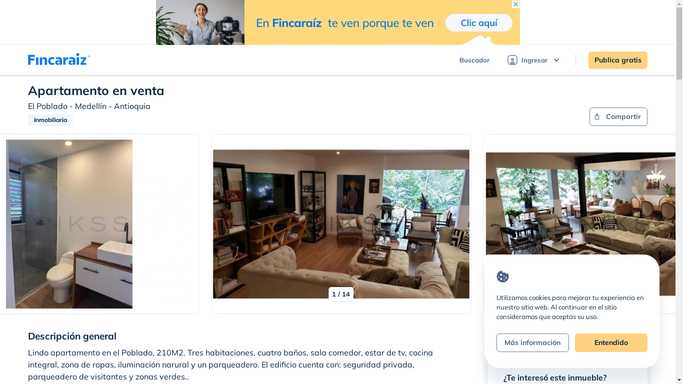 En Fincaraíz te ven porque te ven
Clic aquí
Fıncaraiz
Buscador
Ingresar
Publica gratis
Apartamento en venta
El Poblado - Medellín - Antioquia
Inmobiliaria
Compartir
1 / 14
Utilizamos cookies para mejorar tu experiencia en
nuestro sitio web. Al continuar en el sitio
consideramos que aceptas su uso.
Más información
Entendido
Descripción general
Lindo apartamento en el Poblado, 210M2. Tres habitaciones, cuatro baños, sala comedor, estar de tv, cocina
integral, zona de ropas, iluminación narural y un parqueadero. El edificio cuenta con: seguridad privada,
parqueadero de visitantes y zonas verdes..
¿Te interesó este inmueble?